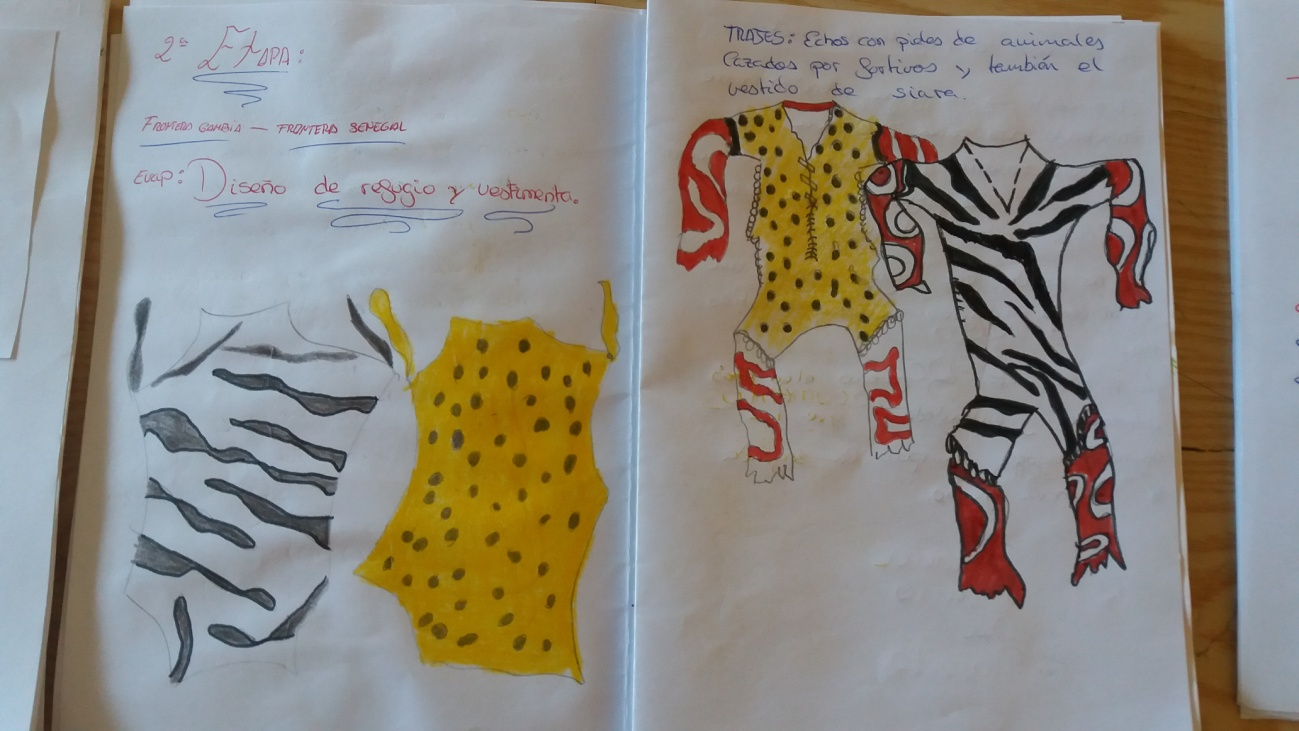 2ª EtAPA:
FRONTERA GAMBIA — FRONTERA SENEGAL
Diseño de refugio y vestimenta.
TRAJES: Echos con pieles de animales
Cazados por furtivos y también el
vestido de siara.